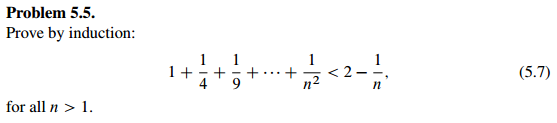 Problem 5.5.
Prove by induction:
1 + 1/4 + 1/9 + ··· + 1/n² < 2 − 1/n, (5.7)
for all n > 1.